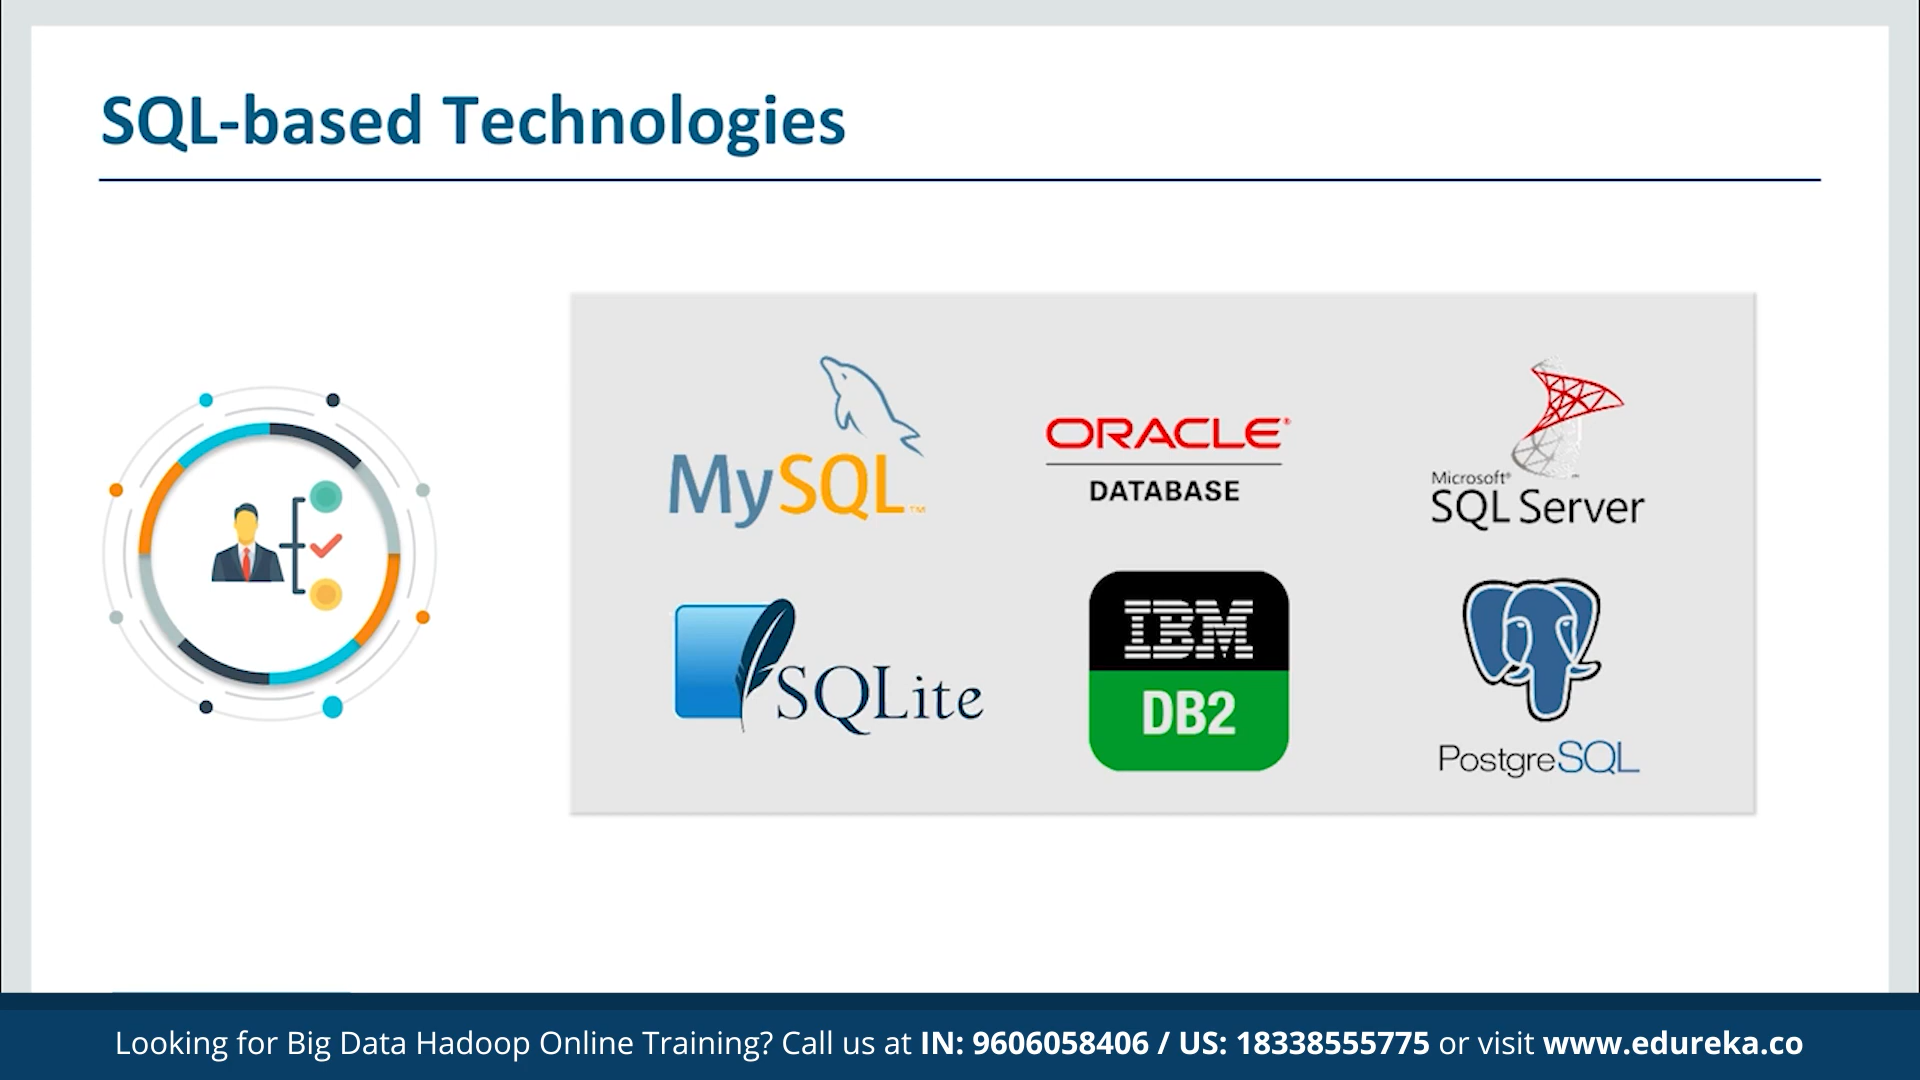 SQL-based Technologies
MySQL™
ORACLE®
DATABASE
Microsoft®
SQL Server
SQLite
IBM
DB2
PostgreSQL
Looking for Big Data Hadoop Online Training? Call us at IN: 9606058406 / US: 18338555775 or visit www.edureka.co